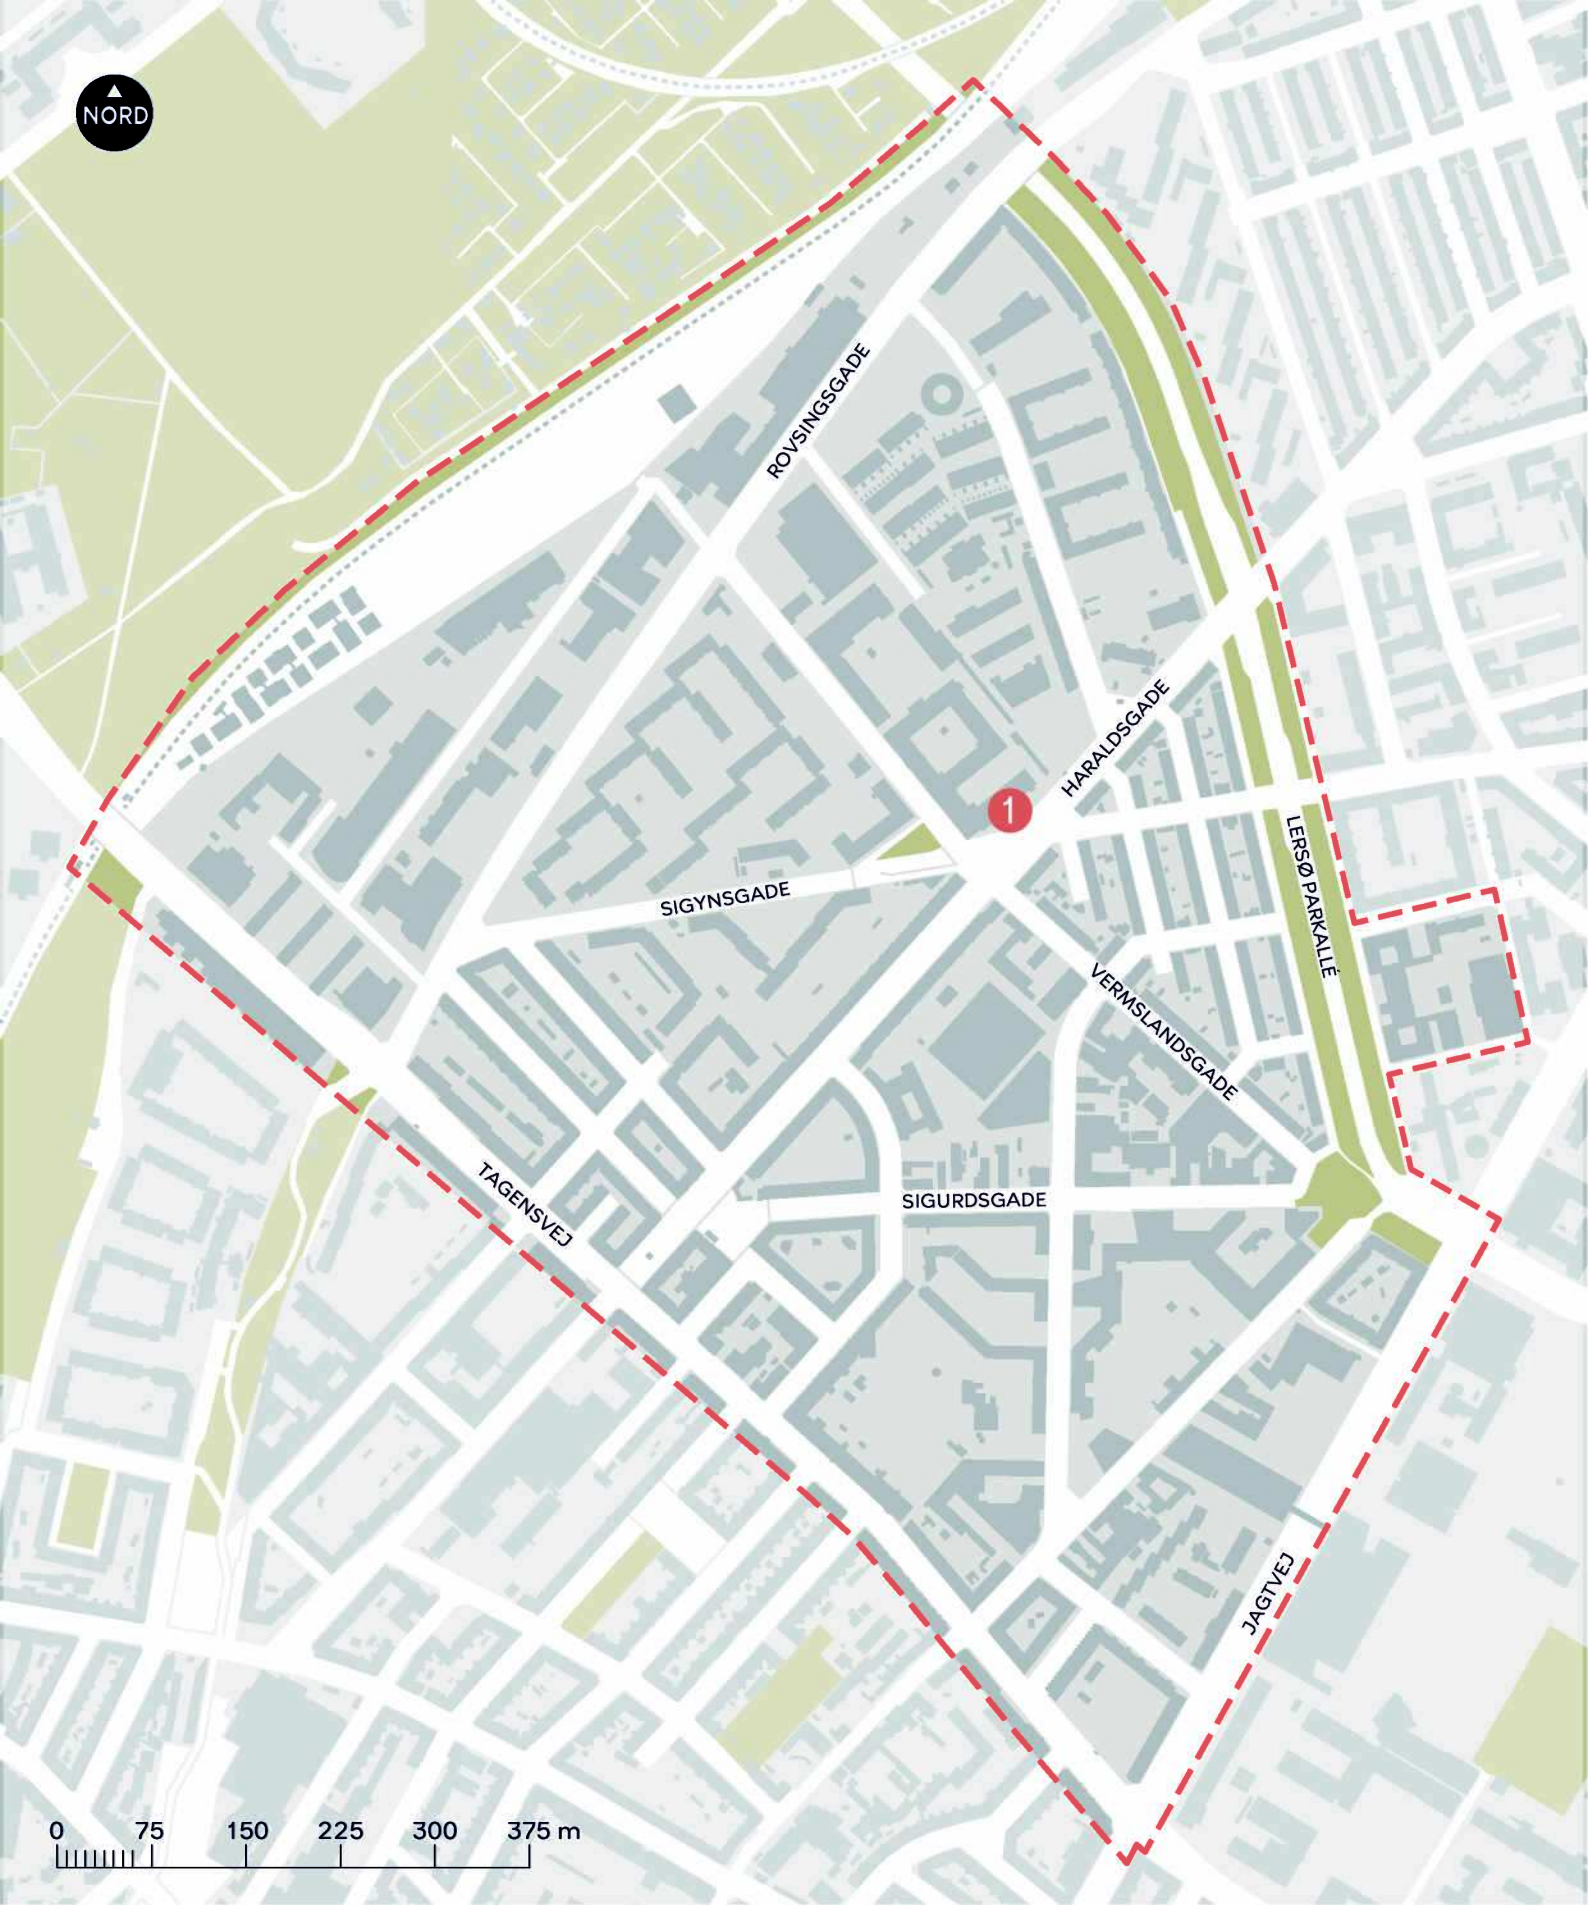 NORD
ROVSINGSGADE
HARALDSGADE
1
LERSØ PARKALLÉ
SIGYNSGADE
VERMSLANDSGADE
TAGENSVEJ
SIGURDSGADE
JAGTVEJ
0 75 150 225 300 375 m